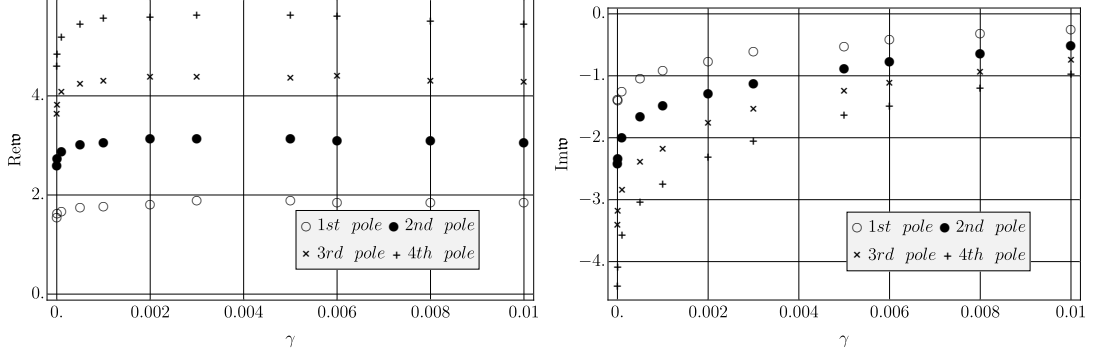 Re𝔴
4.
2.
0.
1st pole 2nd pole
3rd pole 4th pole
0. 0.002 0.004 0.006 0.008 0.01
γ
Im𝔴
0.
−1.
−2.
−3.
−4.
1st pole 2nd pole
3rd pole 4th pole
0. 0.002 0.004 0.006 0.008 0.01
γ